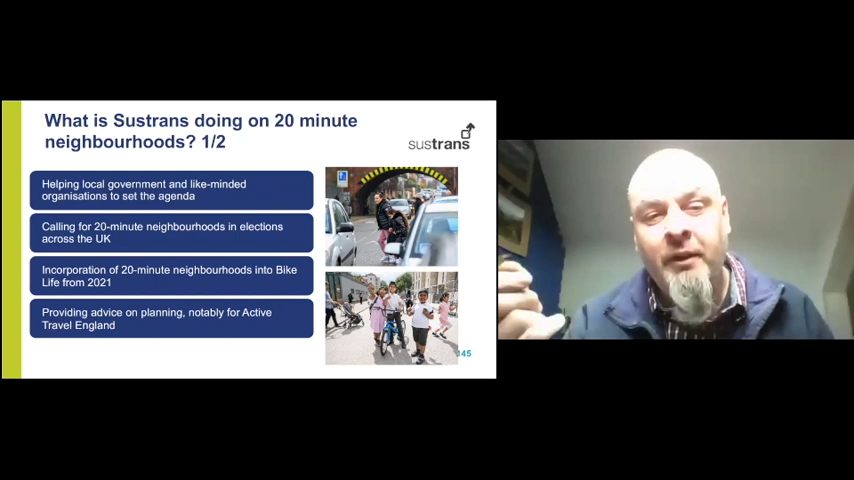 What is Sustrans doing on 20 minute
neighbourhoods? 1/2
sustrans
Helping local government and like-minded
organisations to set the agenda
Calling for 20-minute neighbourhoods in elections
across the UK
Incorporation of 20-minute neighbourhoods into Bike
Life from 2021
Providing advice on planning, notably for Active
Travel England
145